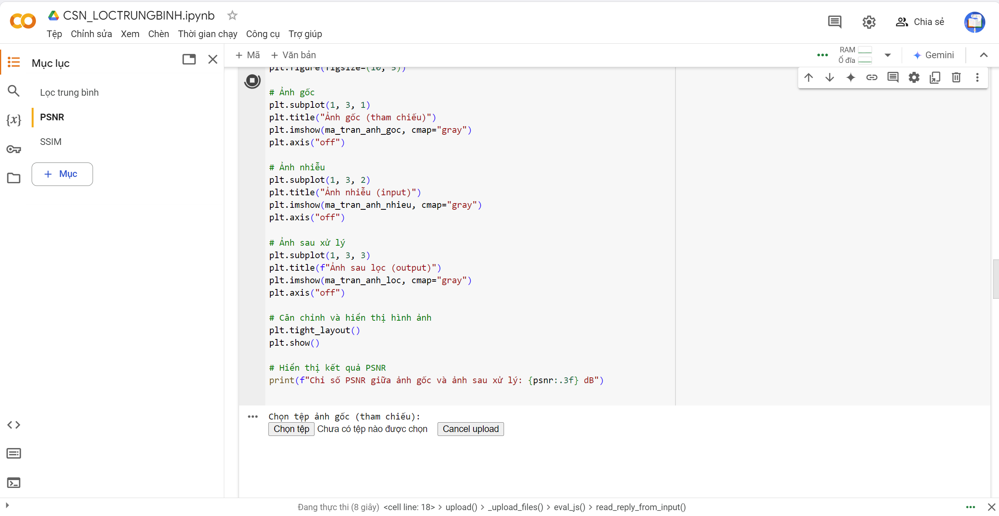 CSN_LOCTRUNGBINH.ipynb
Tệp Chỉnh sửa Xem Chèn Thời gian chạy Công cụ Trợ giúp
Chia sẻ
Mục lục
Lọc trung bình
PSNR
SSIM
+ Mục
{x}
+ Mã + Văn bản
RAM
Ổ đĩa
Gemini
plt.figure(figsize=(10, 5))
# Ảnh gốc
plt.subplot(1, 3, 1)
plt.title("Ảnh gốc (tham chiếu)")
plt.imshow(ma_tran_anh_goc, cmap="gray")
plt.axis("off")
# Ảnh nhiễu
plt.subplot(1, 3, 2)
plt.title("Ảnh nhiễu (input)")
plt.imshow(ma_tran_anh_nhieu, cmap="gray")
plt.axis("off")
# Ảnh sau xử lý
plt.subplot(1, 3, 3)
plt.title(f"Ảnh sau lọc (output)")
plt.imshow(ma_tran_anh_loc, cmap="gray")
plt.axis("off")
# Căn chỉnh và hiển thị hình ảnh
plt.tight_layout()
plt.show()
# Hiển thị kết quả PSNR
print(f"Chỉ số PSNR giữa ảnh gốc và ảnh sau xử lý: {psnr:.3f} dB")
Chọn tệp ảnh gốc (tham chiếu):
Chọn tệp Chưa có tệp nào được chọn Cancel upload
Đang thực thi (8 giây) <cell line: 18> > upload() > _upload_files() > eval_js() > read_reply_from_input()